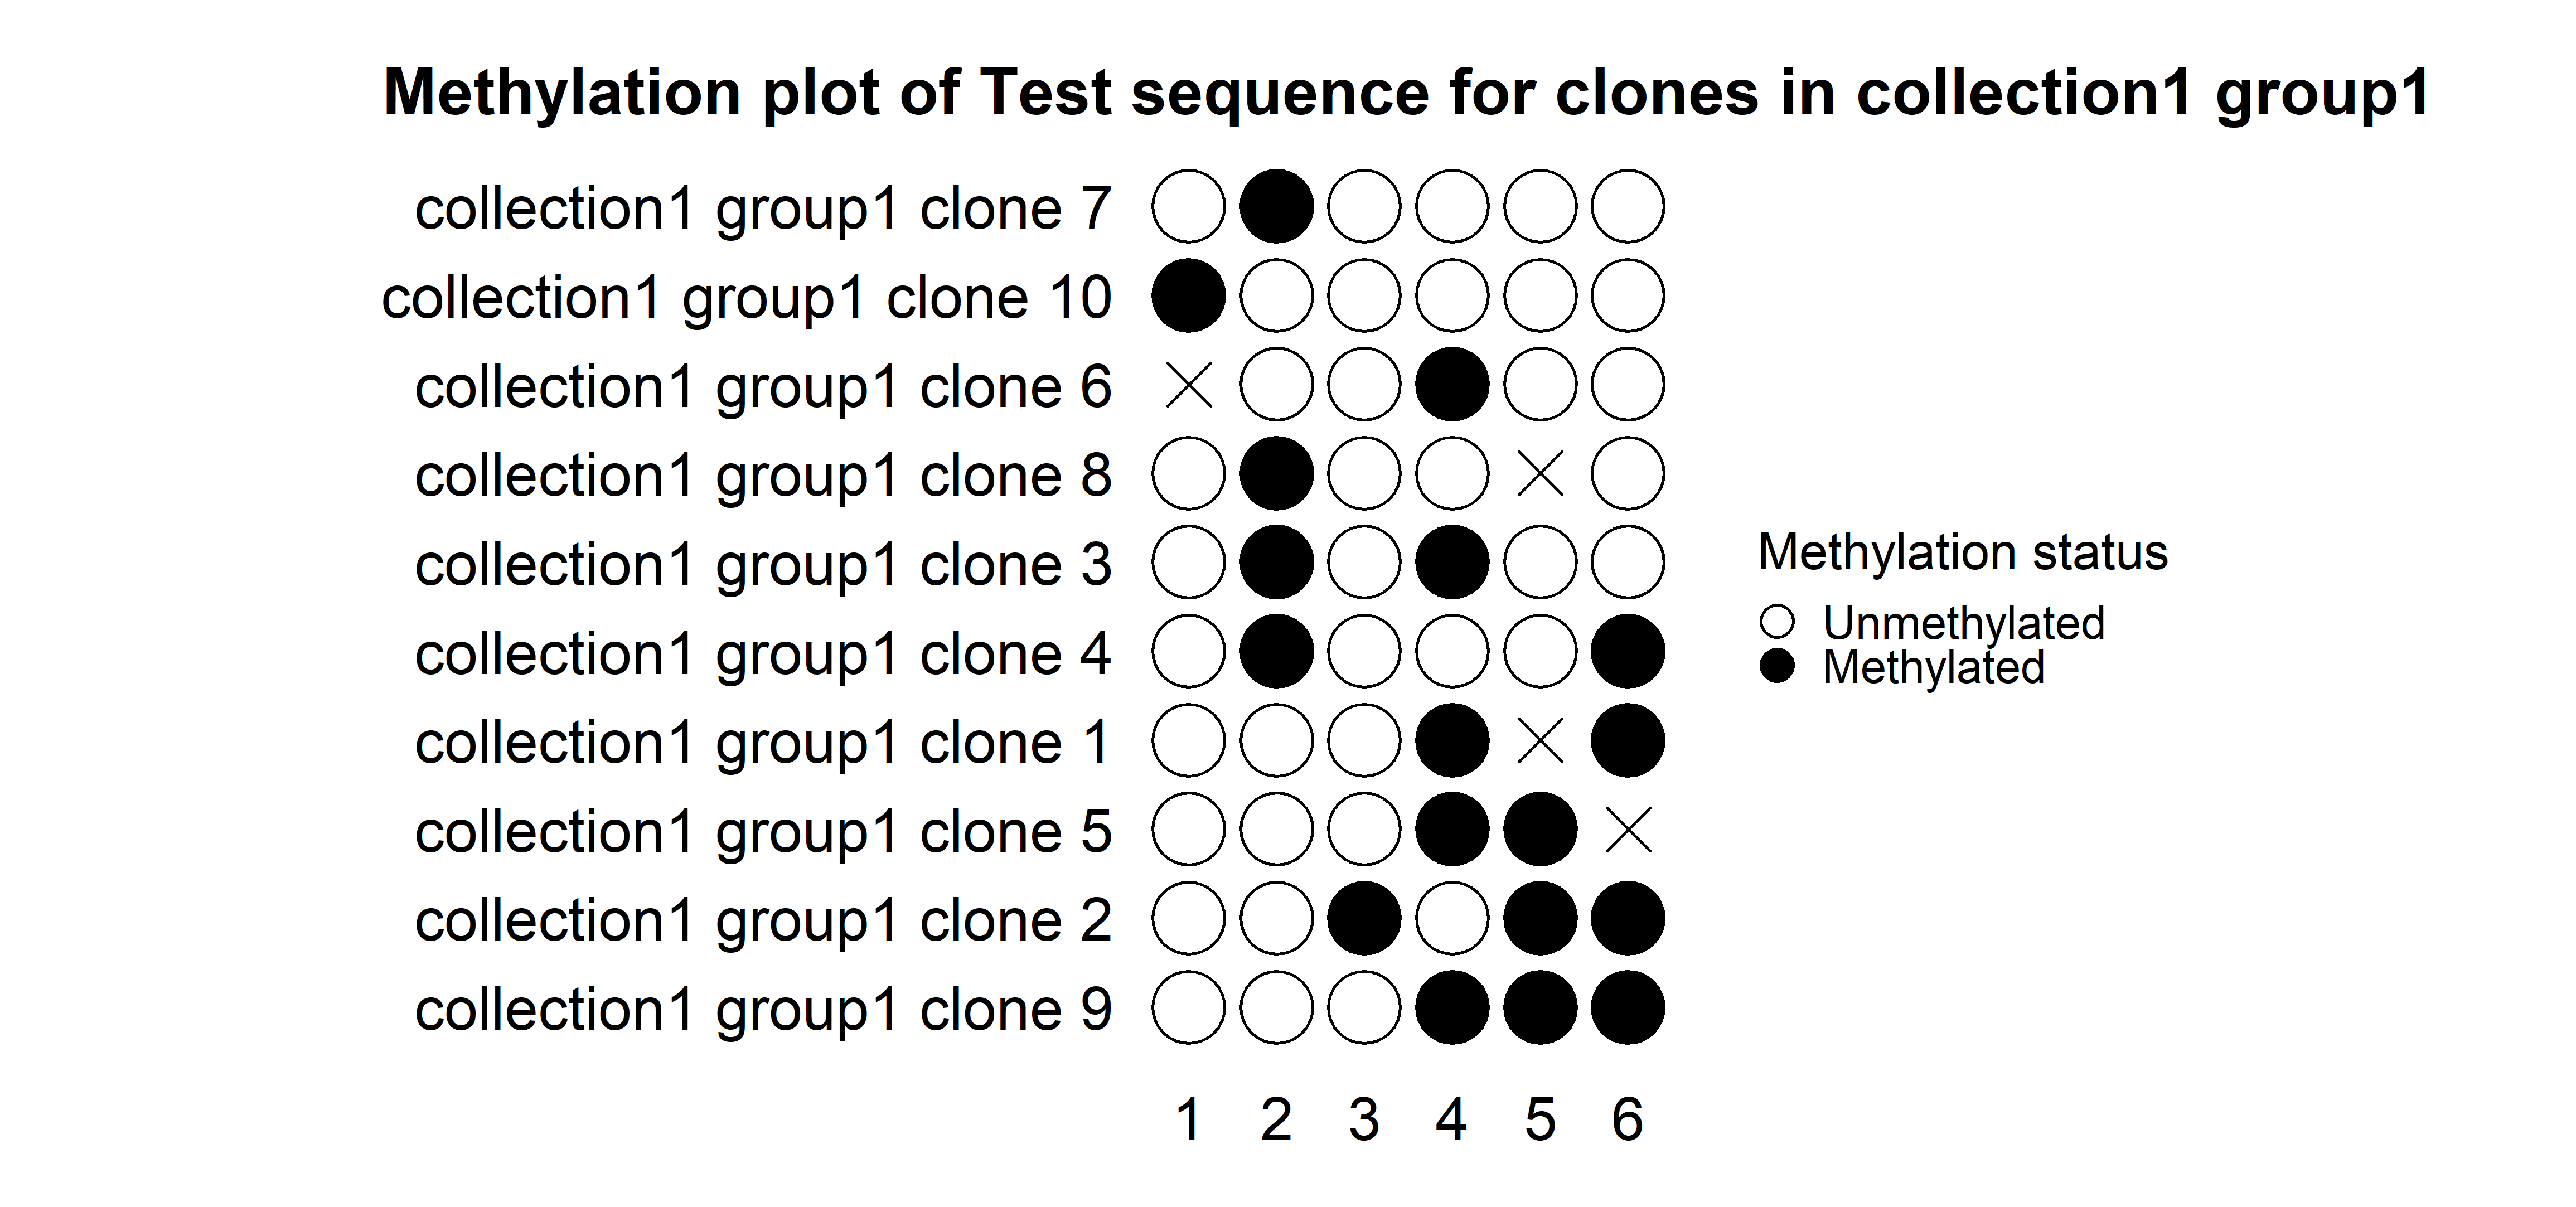 Methylation plot of Test sequence for clones in collection1 group1
collection1 group1 clone 7
collection1 group1 clone 10
collection1 group1 clone 6
collection1 group1 clone 8
collection1 group1 clone 3
collection1 group1 clone 4
collection1 group1 clone 1
collection1 group1 clone 5
collection1 group1 clone 2
collection1 group1 clone 9
1 2 3 4 5 6
Methylation status
Unmethylated
Methylated